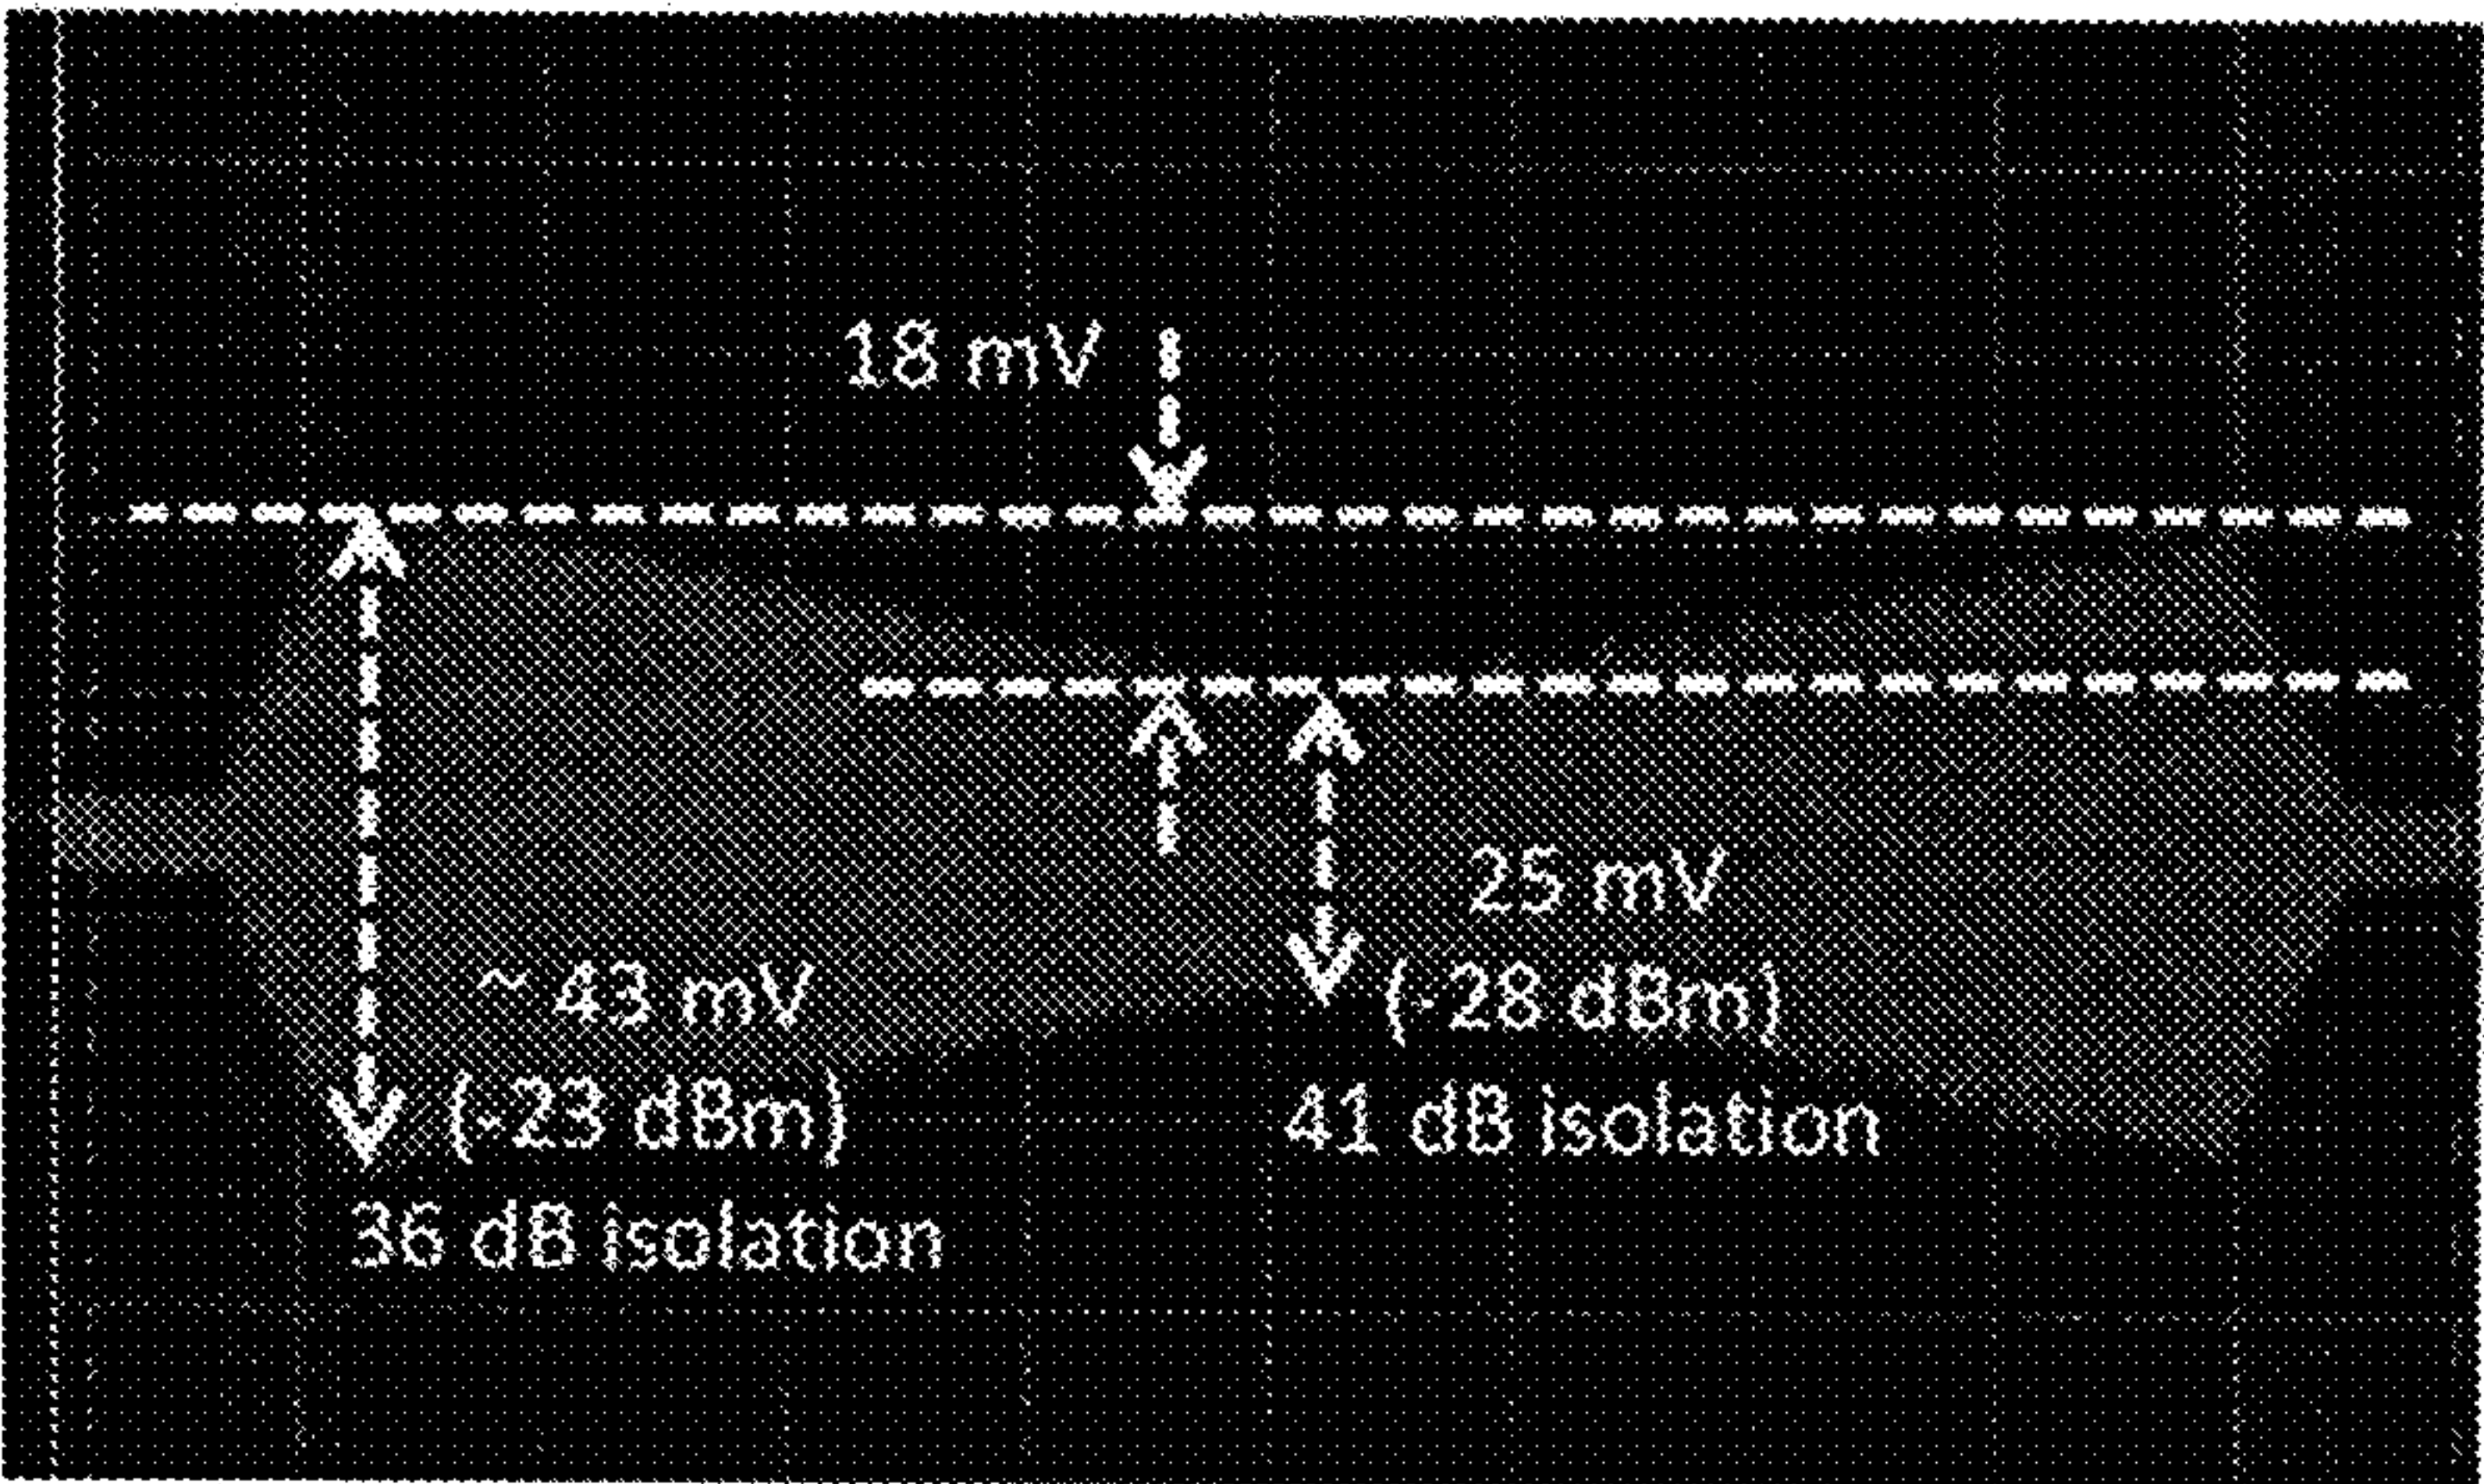 18 mV
~ 43 mV
(-23 dBm)
36 dB isolation
25 mV
(-28 dBm)
41 dB isolation